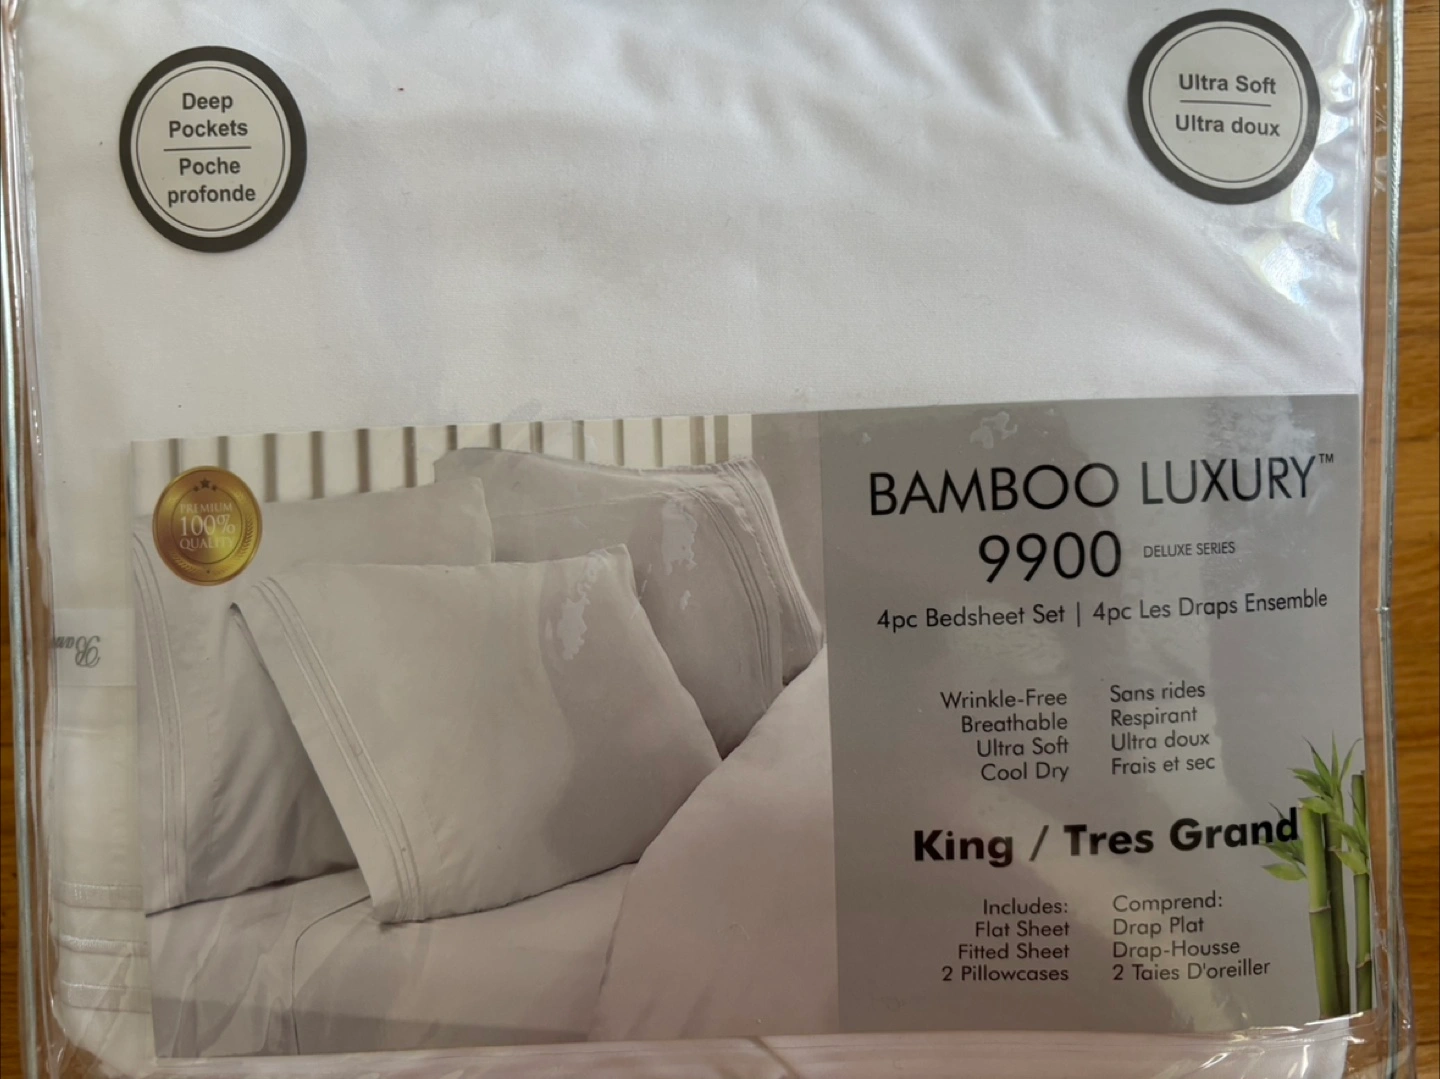 Deep
Pockets
Poche
profonde
Ultra Soft
Ultra doux
PREMIUM
100%
QUALITY
BAMBOO LUXURY™
9900 DELUXE SERIES
4pc Bedsheet Set | 4pc Les Draps Ensemble
Wrinkle-Free Sans rides
Breathable Respirant
Ultra Soft Ultra doux
Cool Dry Frais et sec
King / Tres Grand
Includes: Comprend:
Flat Sheet Drap Plat
Fitted Sheet Drap-Housse
2 Pillowcases 2 Taies D'oreiller